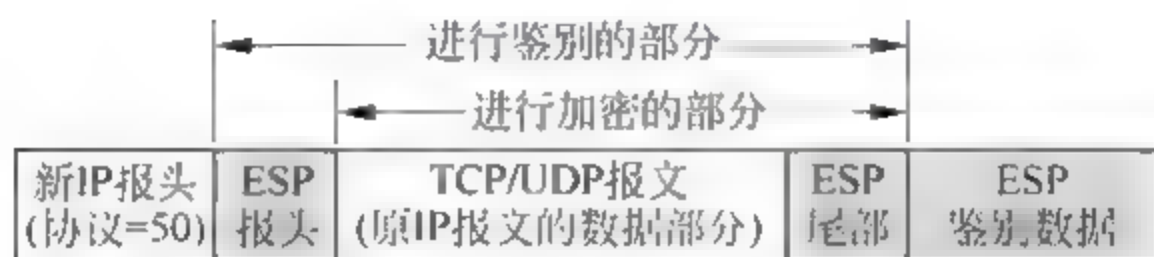 进行鉴别的部分
进行加密的部分
新IP报头
(协议=50)
ESP
报头
TCP/UDP报文
(原IP报文的数据部分)
ESP
尾部
ESP
鉴别数据